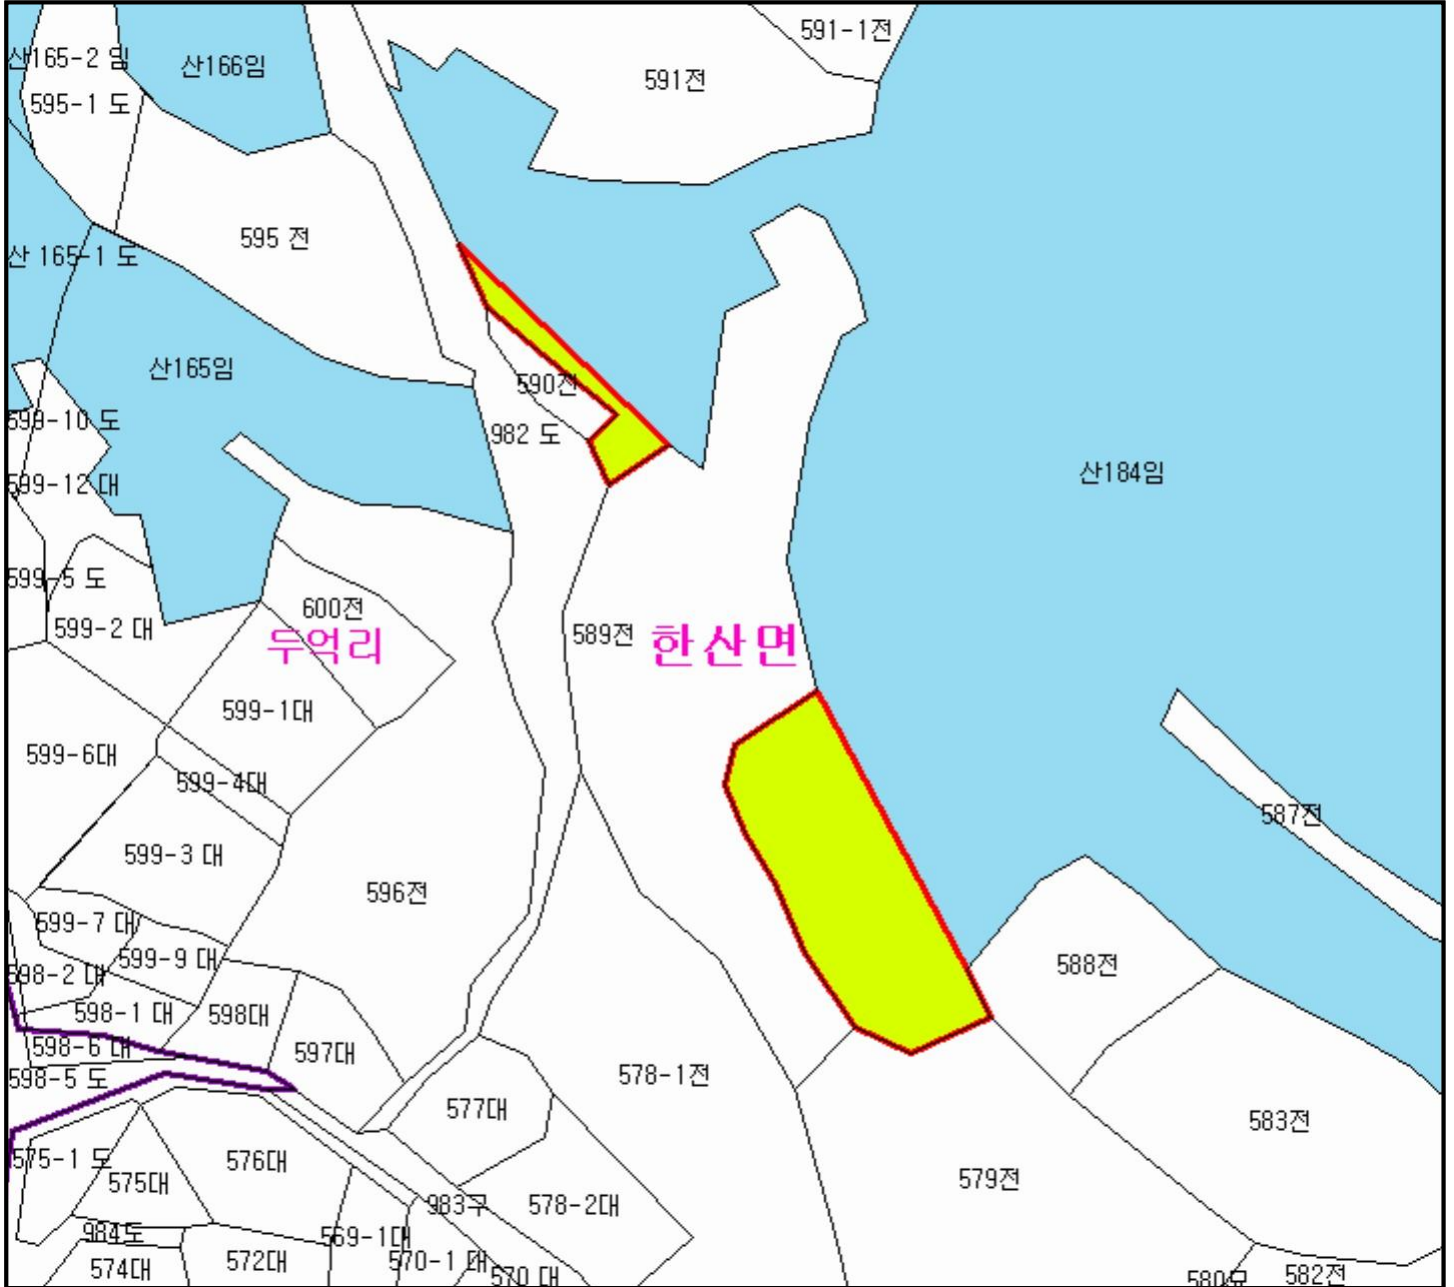 591-1전
산165-2 임
산166임
591전
595-1 도
595 전
산 165-1 도
산165임
590전
599-10 도
982 도
산184임
599-12 대
599-5 도
600전
599-2 대
두억리
589전
한산면
599-1대
599-6대
599-4대
587전
599-3 대
596전
599-7 대
599-9 대
588전
598-2 대
598-1 대
598대
598-6 대
597대
598-5 도
578-1전
577대
583전
575-1 도
576대
575대
579전
983구
578-2대
984도
569-1대
574대
572대
570-1 대
570 대
582전